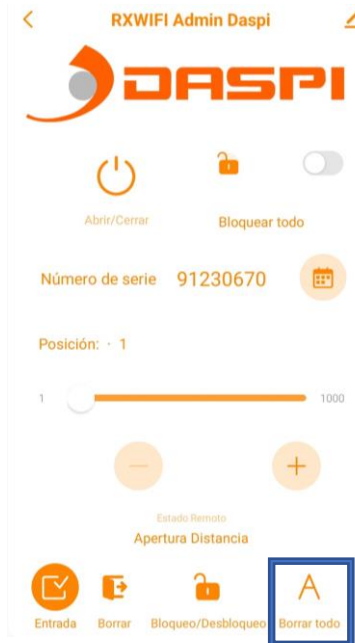 RXWIFI Admin Daspi
DASPI
Abrir/Cerrar
Bloquear todo
Número de serie 91230670
Posición: · 1
1 1000
Estado Remoto
Apertura Distancia
Entrada Borrar Bloqueo/Desbloqueo Borrar todo